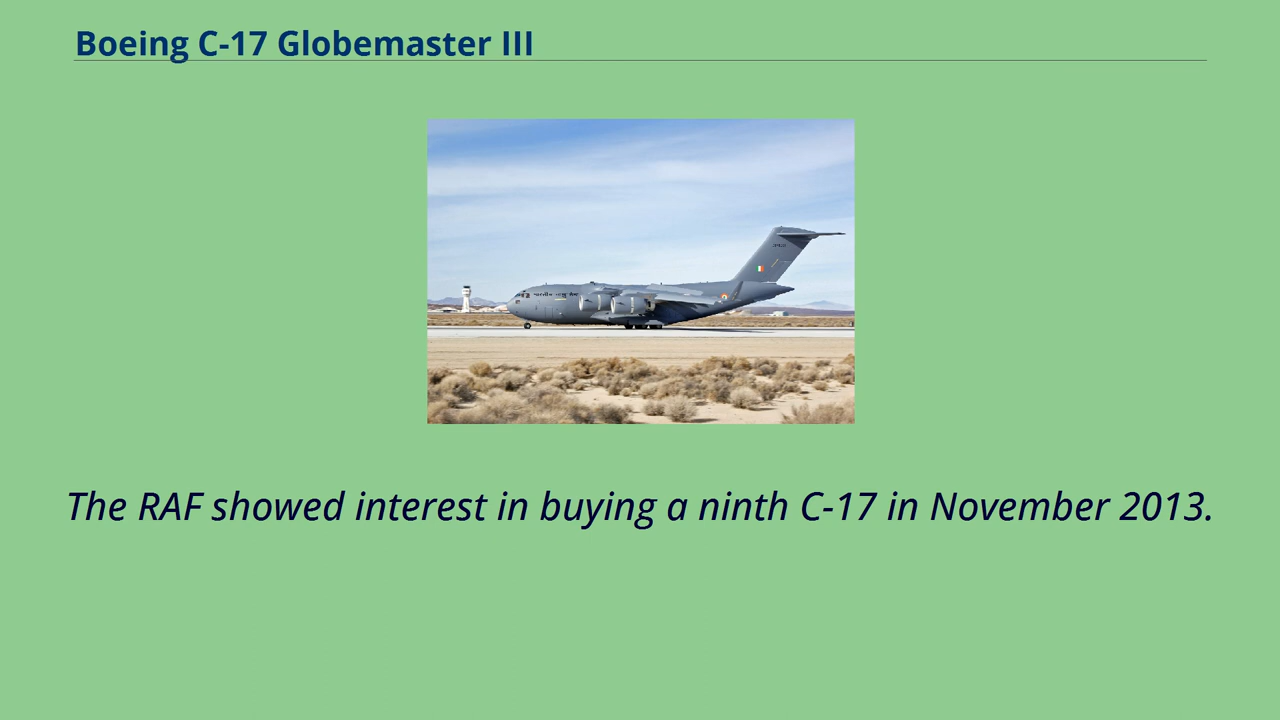 Boeing C-17 Globemaster III
The RAF showed interest in buying a ninth C-17 in November 2013.